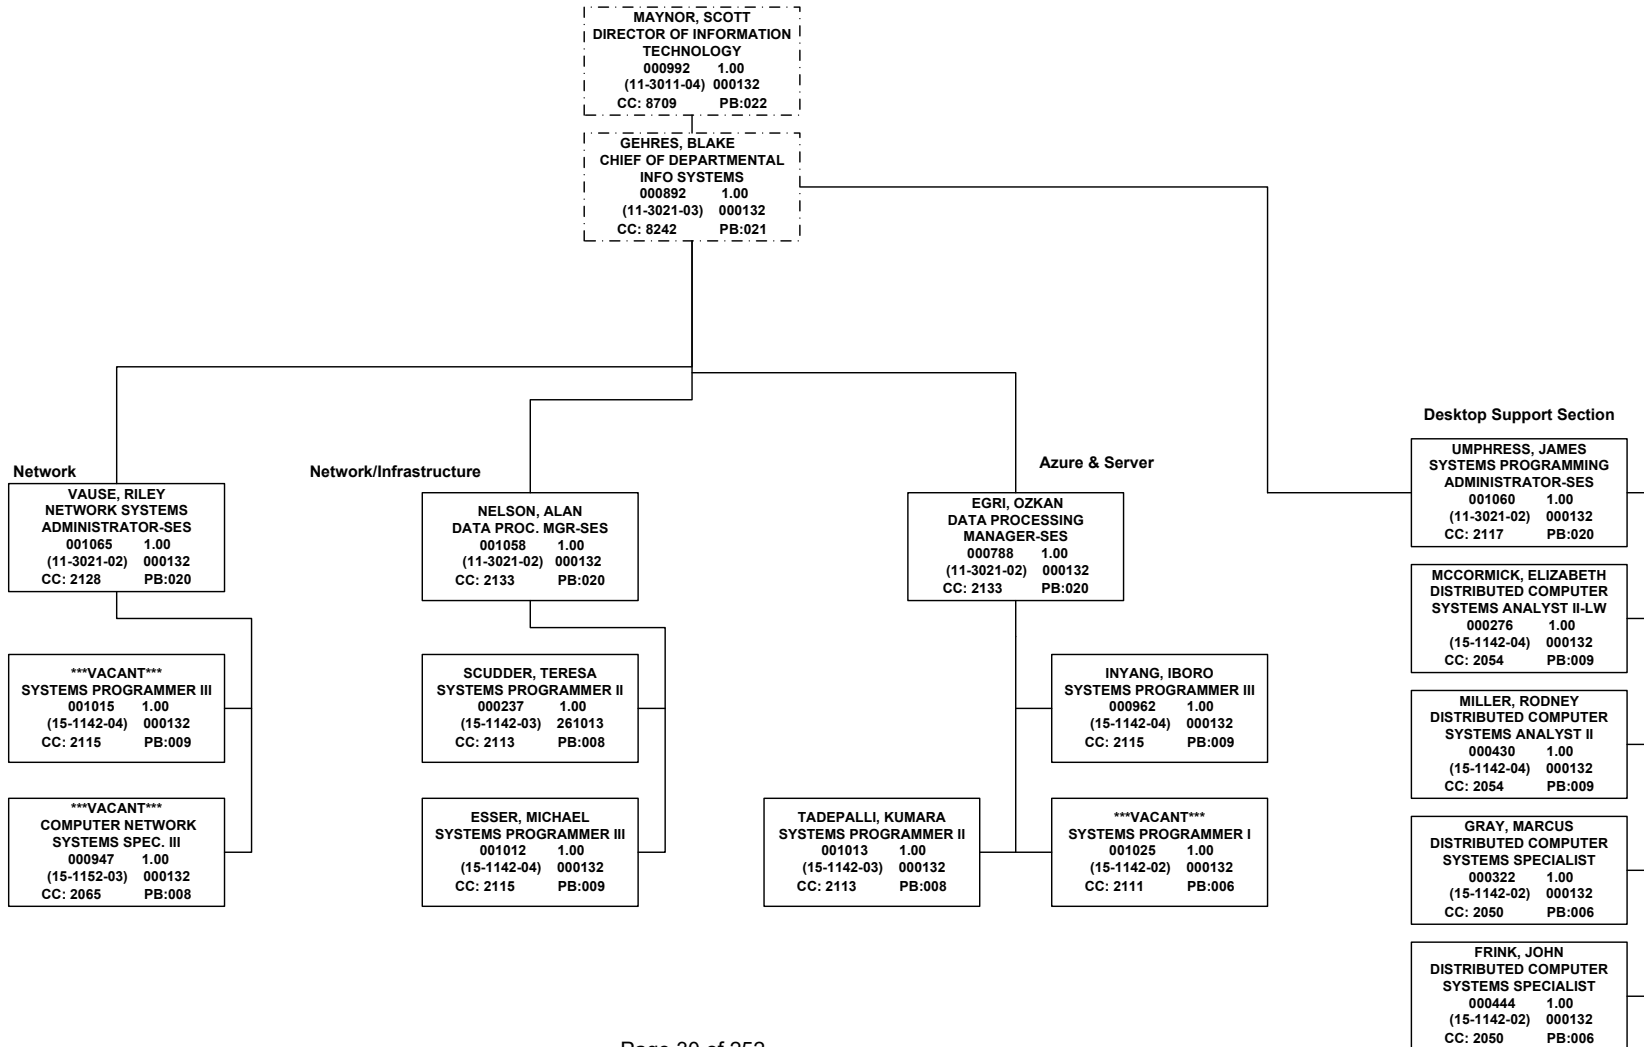 MAYNOR, SCOTT
DIRECTOR OF INFORMATION
TECHNOLOGY
000992 1.00
(11-3011-04) 000132
CC: 8709 PB:022
GEHRES, BLAKE
CHIEF OF DEPARTMENTAL
INFO SYSTEMS
000892 1.00
(11-3021-03) 000132
CC: 8242 PB:021
Network
VAUSE, RILEY
NETWORK SYSTEMS
ADMINISTRATOR-SES
001065 1.00
(11-3021-02) 000132
CC: 2128 PB:020
***VACANT***
SYSTEMS PROGRAMMER III
001015 1.00
(15-1142-04) 000132
CC: 2115 PB:009
***VACANT***
COMPUTER NETWORK
SYSTEMS SPEC. III
000947 1.00
(15-1152-03) 000132
CC: 2065 PB:008
Network/Infrastructure
NELSON, ALAN
DATA PROC. MGR-SES
001058 1.00
(11-3021-02) 000132
CC: 2133 PB:020
SCUDDER, TERESA
SYSTEMS PROGRAMMER II
000237 1.00
(15-1142-03) 261013
CC: 2113 PB:008
ESSER, MICHAEL
SYSTEMS PROGRAMMER III
001012 1.00
(15-1142-04) 000132
CC: 2115 PB:009
Azure & Server
EGRI, OZKAN
DATA PROCESSING
MANAGER-SES
000788 1.00
(11-3021-02) 000132
CC: 2133 PB:020
INYANG, IBORO
SYSTEMS PROGRAMMER III
000962 1.00
(15-1142-04) 000132
CC: 2115 PB:009
TADEPALLI, KUMARA
SYSTEMS PROGRAMMER II
001013 1.00
(15-1142-03) 000132
CC: 2113 PB:008
***VACANT***
SYSTEMS PROGRAMMER I
001025 1.00
(15-1142-02) 000132
CC: 2111 PB:006
Desktop Support Section
UMPHRESS, JAMES
SYSTEMS PROGRAMMING
ADMINISTRATOR-SES
001060 1.00
(11-3021-02) 000132
CC: 2117 PB:020
MCCORMICK, ELIZABETH
DISTRIBUTED COMPUTER
SYSTEMS ANALYST II-LW
000276 1.00
(15-1142-04) 000132
CC: 2054 PB:009
MILLER, RODNEY
DISTRIBUTED COMPUTER
SYSTEMS ANALYST II
000430 1.00
(15-1142-04) 000132
CC: 2054 PB:009
GRAY, MARCUS
DISTRIBUTED COMPUTER
SYSTEMS SPECIALIST
000322 1.00
(15-1142-02) 000132
CC: 2050 PB:006
FRINK, JOHN
DISTRIBUTED COMPUTER
SYSTEMS SPECIALIST
000444 1.00
(15-1142-02) 000132
CC: 2050 PB:006
Page 30 of 252